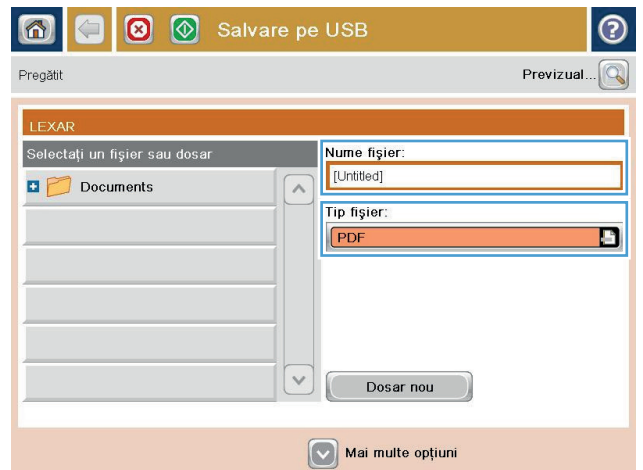 Salvare pe USB
Pregătit
Previzual...
LEXAR
Selectați un fișier sau dosar
Documents
Nume fișier:
[Untitled]
Tip fișier:
PDF
Dosar nou
Mai multe opțiuni